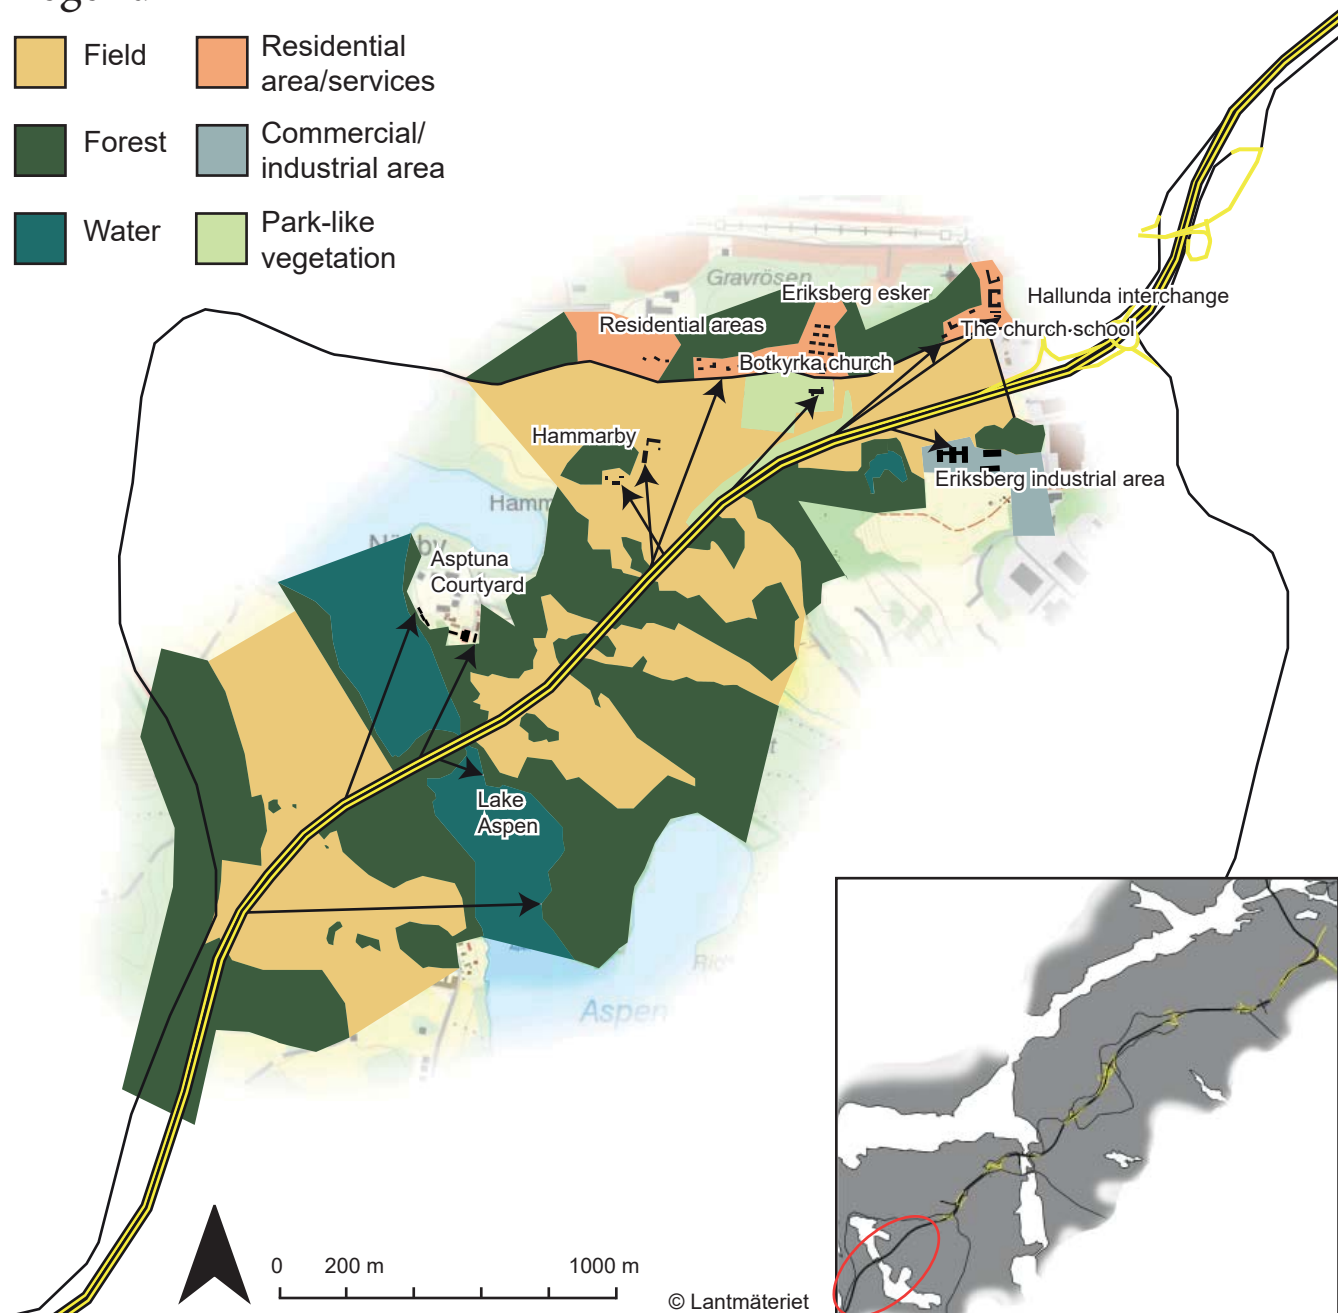 Field
Residential
area/services
Forest
Commercial/
industrial area
Water
Park-like
vegetation
Gravrösen
Eriksberg esker
Hallunda interchange
Residential areas
The church school
Botkyrka church
Hammarby
Eriksberg industrial area
Hamm
Asptuna
Courtyard
Lake
Aspen
Aspen
0 200 m 1000 m
© Lantmäteriet